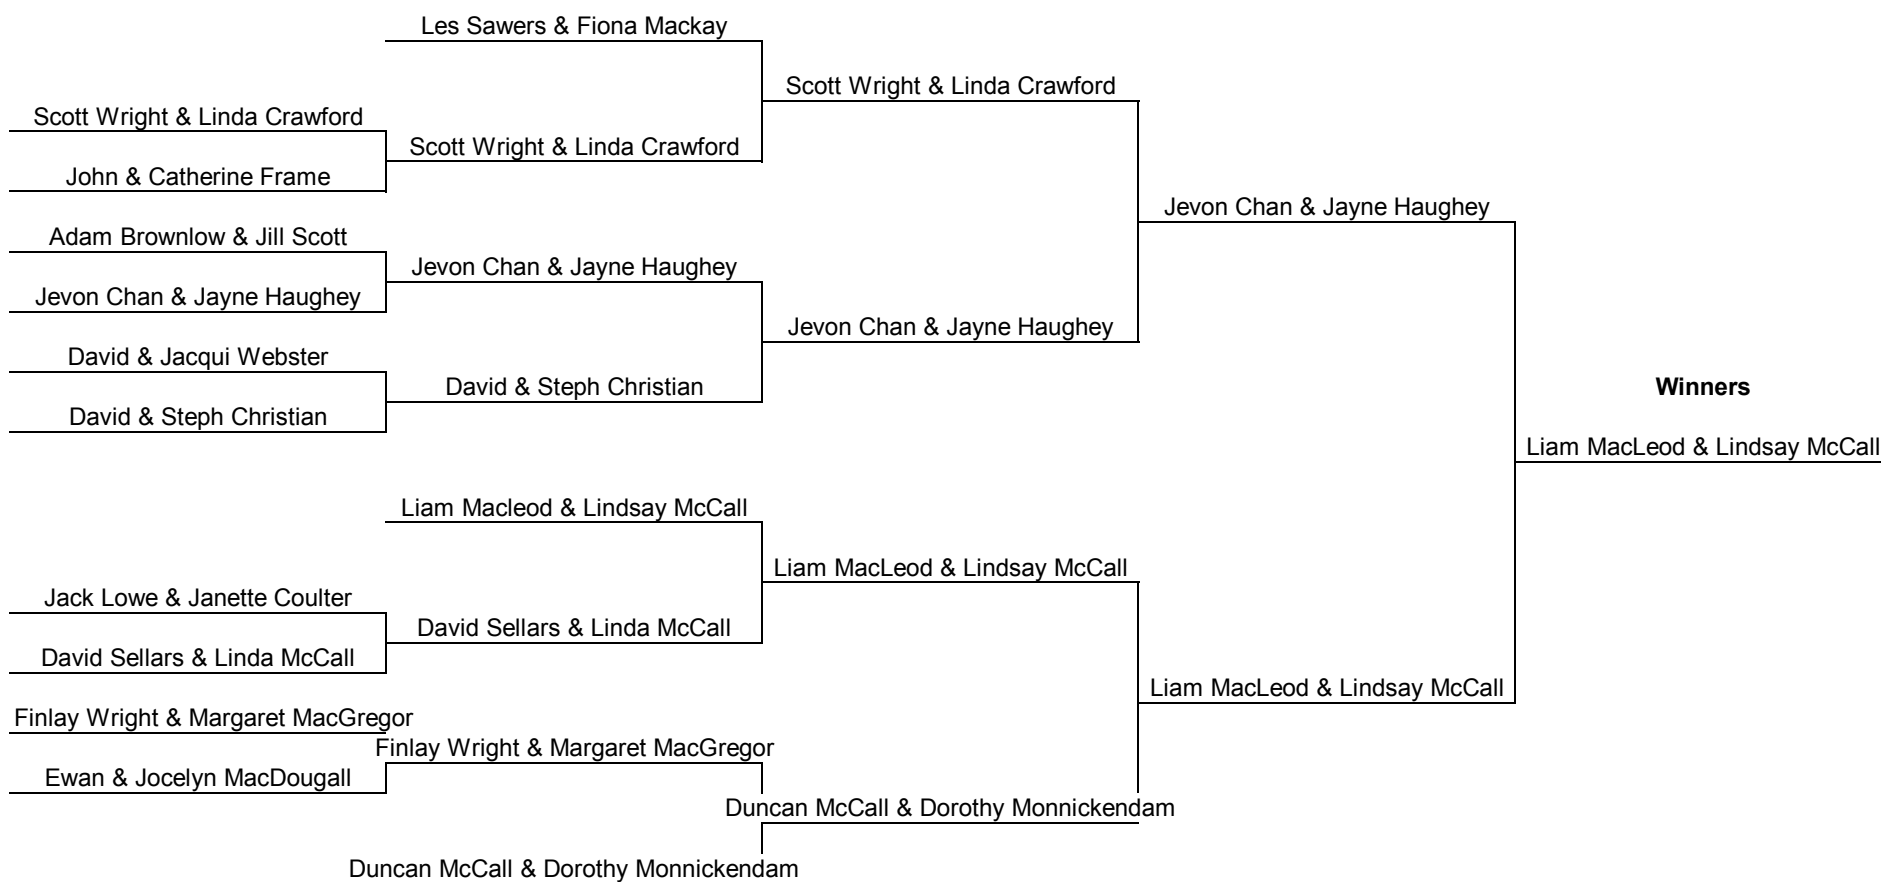 Les Sawers & Fiona Mackay
Scott Wright & Linda Crawford
Scott Wright & Linda Crawford
Scott Wright & Linda Crawford
John & Catherine Frame
Jevon Chan & Jayne Haughey
Adam Brownlow & Jill Scott
Jevon Chan & Jayne Haughey
Jevon Chan & Jayne Haughey
Jevon Chan & Jayne Haughey
David & Jacqui Webster
David & Steph Christian
Winners
David & Steph Christian
Liam MacLeod & Lindsay McCall
Liam Macleod & Lindsay McCall
Liam MacLeod & Lindsay McCall
Jack Lowe & Janette Coulter
David Sellars & Linda McCall
David Sellars & Linda McCall
Liam MacLeod & Lindsay McCall
Finlay Wright & Margaret MacGregor
Finlay Wright & Margaret MacGregor
Ewan & Jocelyn MacDougall
Duncan McCall & Dorothy Monnickendam
Duncan McCall & Dorothy Monnickendam